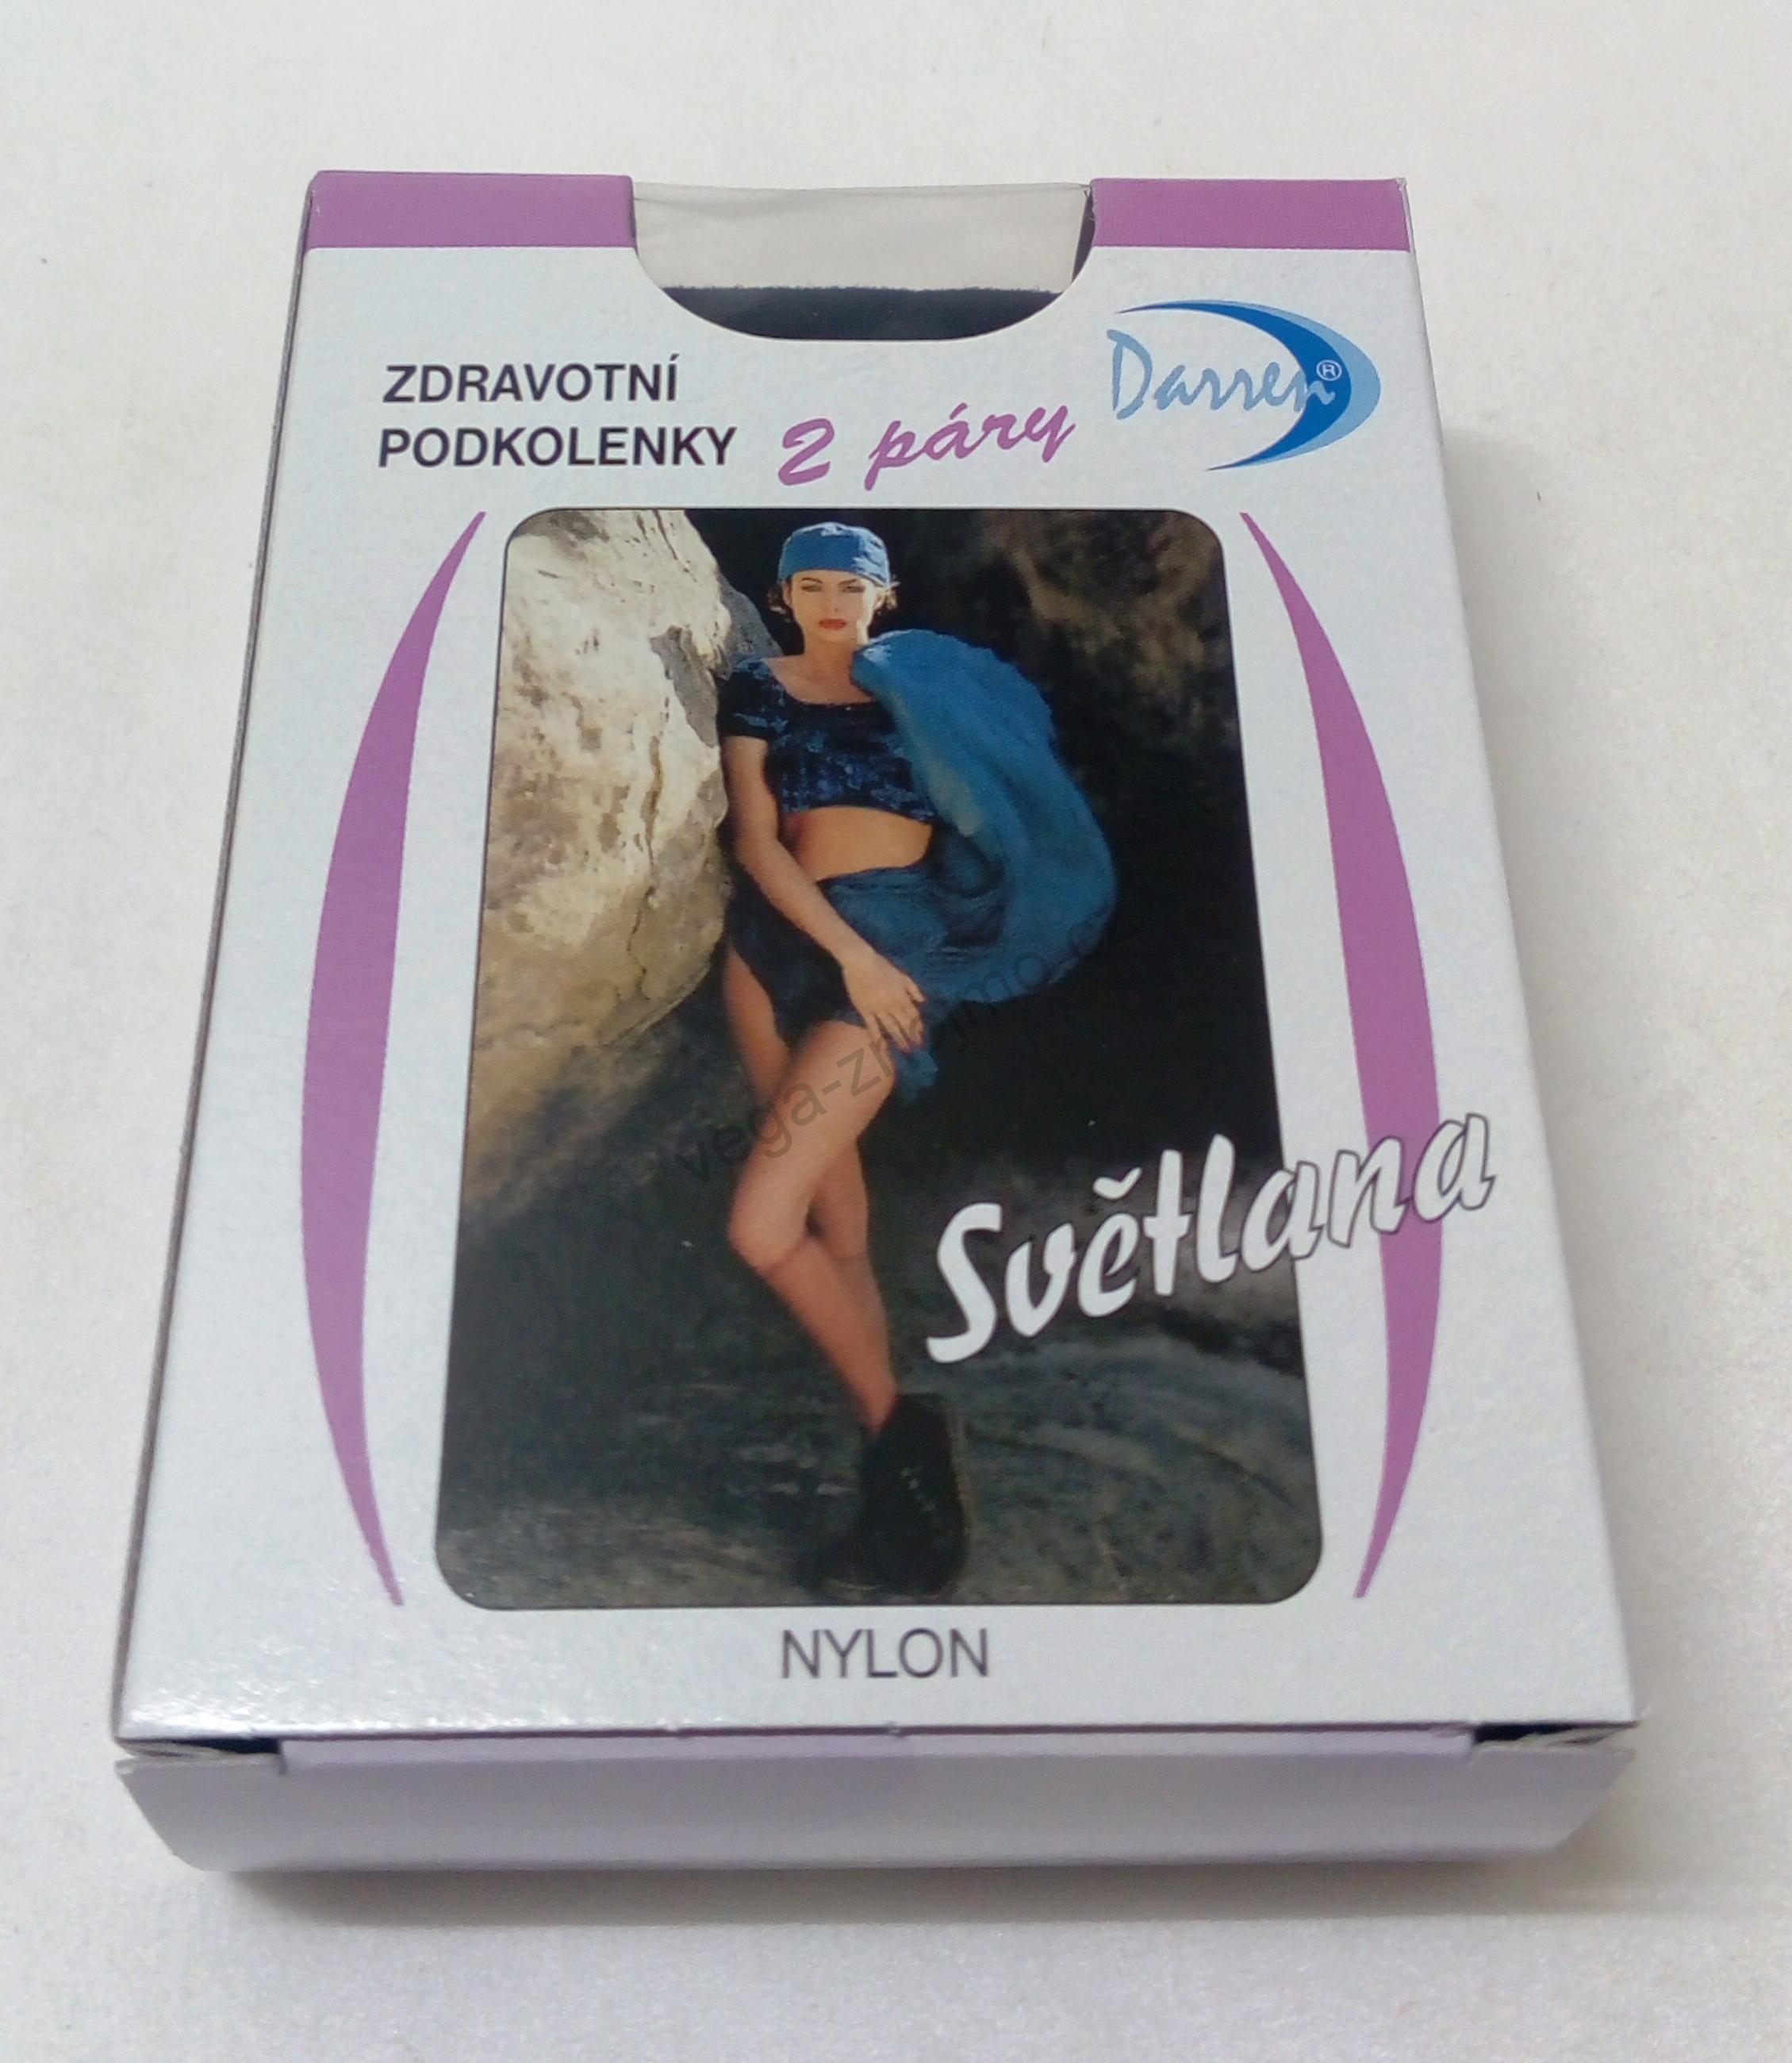 ZDRAVOTNÍ
PODKOLENKY
2 páry
Darren®
Světlana
NYLON